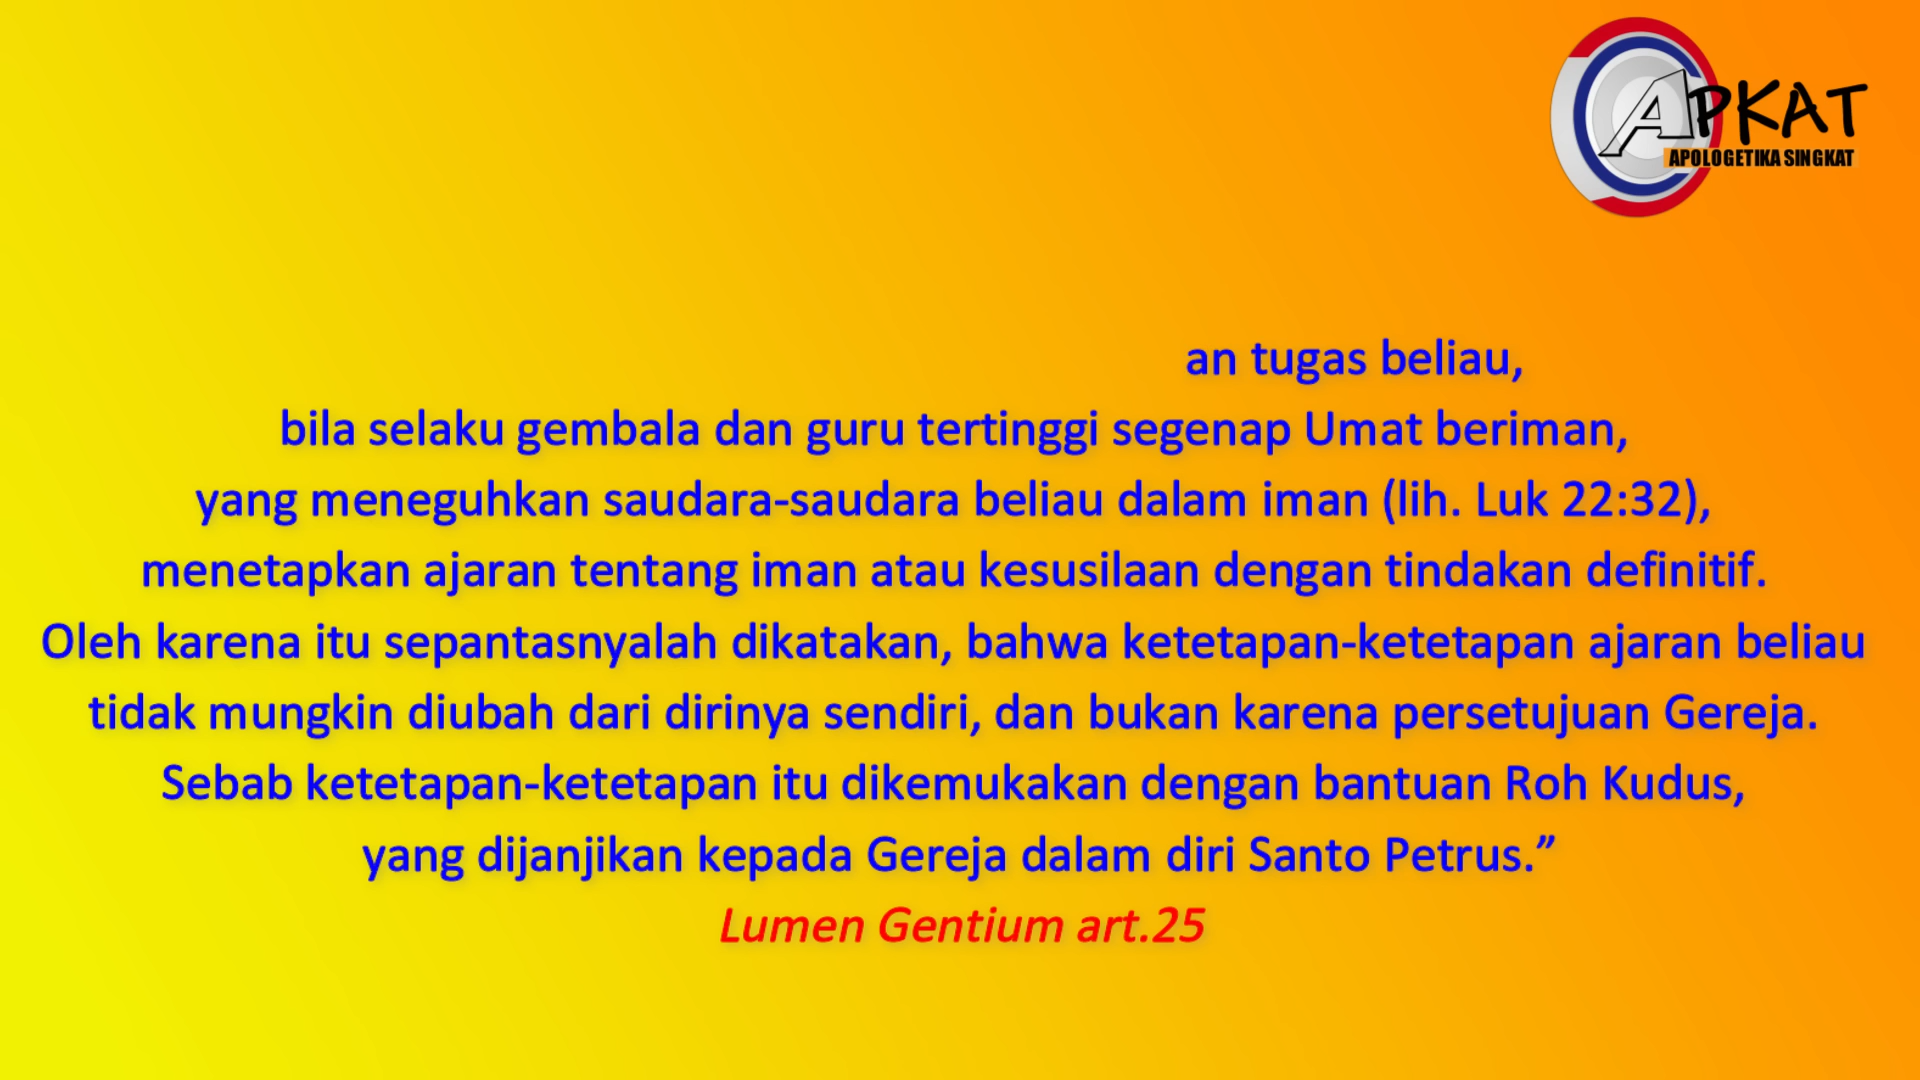 APKAT
APOLOGETIKA SINGKAT
an tugas beliau,
bila selaku gembala dan guru tertinggi segenap Umat beriman,
yang meneguhkan saudara-saudara beliau dalam iman (lih. Luk 22:32),
menetapkan ajaran tentang iman atau kesusilaan dengan tindakan definitif.
Oleh karena itu sepantasnyalah dikatakan, bahwa ketetapan-ketetapan ajaran beliau
tidak mungkin diubah dari dirinya sendiri, dan bukan karena persetujuan Gereja.
Sebab ketetapan-ketetapan itu dikemukakan dengan bantuan Roh Kudus,
yang dijanjikan kepada Gereja dalam diri Santo Petrus.”
Lumen Gentium art.25